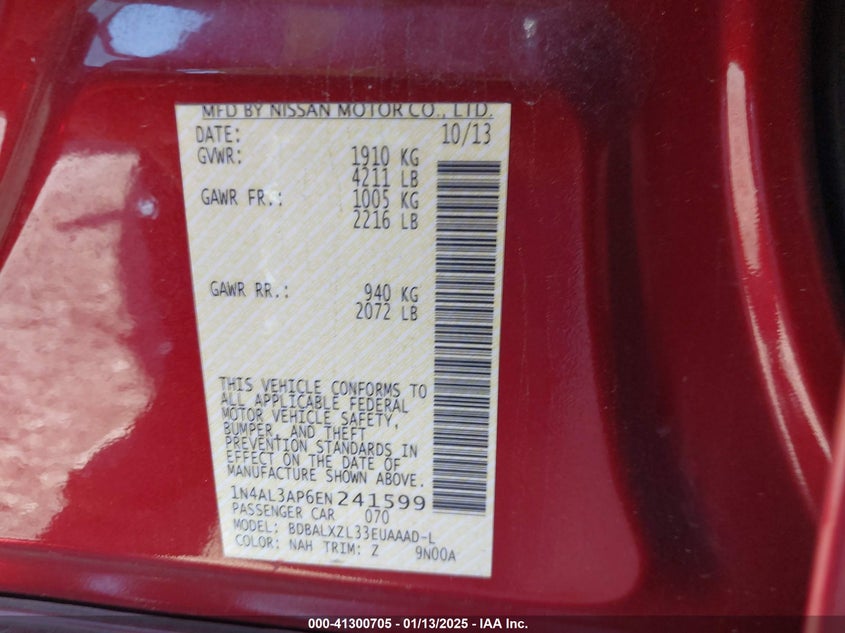 MFD BY NISSAN MOTOR CO., LTD.
DATE: 10/13
GVWR: 1910 KG
4211 LB
GAWR FR.: 1005 KG
2216 LB
GAWR RR.: 940 KG
2072 LB
THIS VEHICLE CONFORMS TO
ALL APPLICABLE FEDERAL
MOTOR VEHICLE SAFETY,
BUMPER, AND THEFT
PREVENTION STANDARDS IN
EFFECT ON THE DATE OF
MANUFACTURE SHOWN ABOVE.
1N4AL3AP6EN241599
PASSENGER CAR 070
MODEL: BDBALXZL33EUAAAD-L
COLOR: NAH TRIM: Z 9N00A
000-41300705 - 01/13/2025 - IAA Inc.